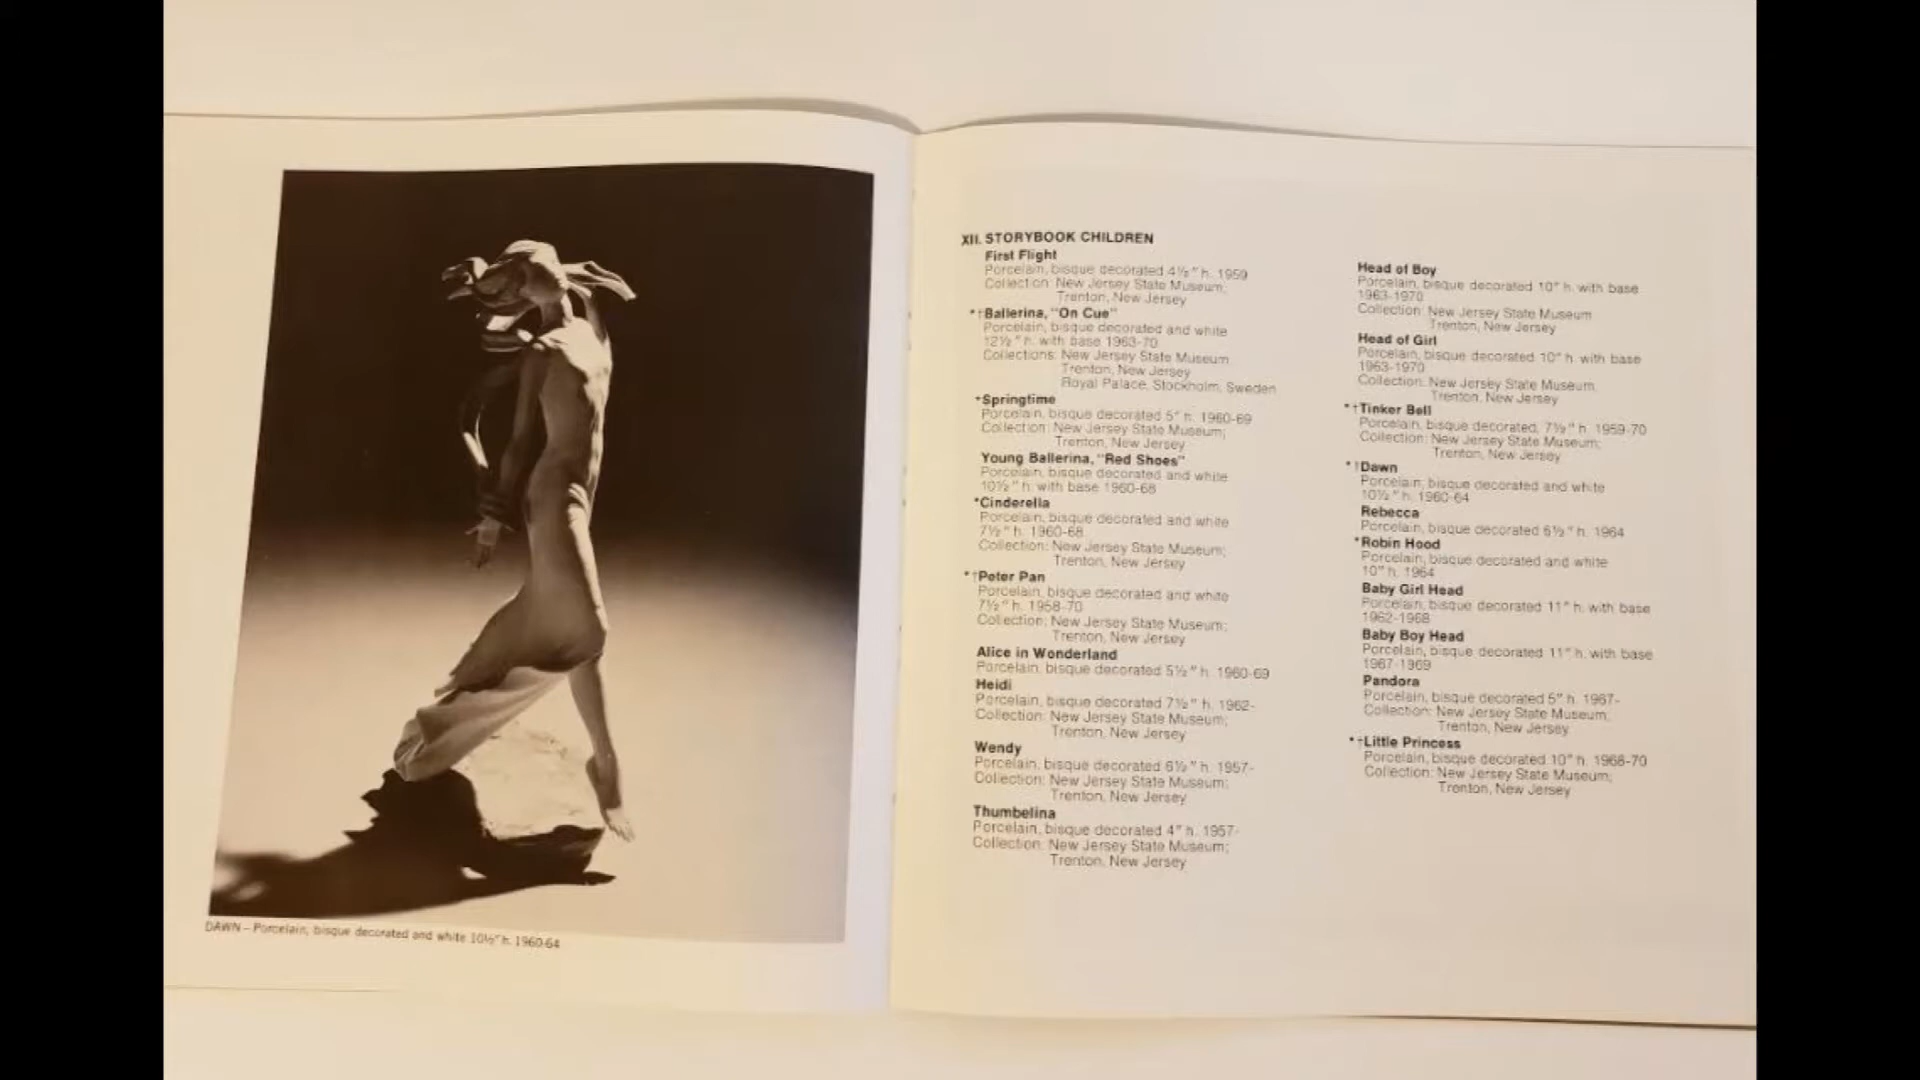 DAWN – Porcelain, bisque decorated and white 10½" h. 1960-64
XII. STORYBOOK CHILDREN
First Flight
Porcelain, bisque decorated 4½" h. 1959
Collection: New Jersey State Museum;
Trenton, New Jersey
*†Ballerina, "On Cue"
Porcelain, bisque decorated and white
12½" h. with base 1963-70
Collections: New Jersey State Museum
Trenton, New Jersey
Royal Palace, Stockholm, Sweden
*Springtime
Porcelain, bisque decorated 5" h. 1960-69
Collection: New Jersey State Museum;
Trenton, New Jersey
Young Ballerina, "Red Shoes"
Porcelain, bisque decorated and white
10½" h. with base 1960-68
*Cinderella
Porcelain, bisque decorated and white
7½" h. 1960-68
Collection: New Jersey State Museum;
Trenton, New Jersey
*†Peter Pan
Porcelain, bisque decorated and white
7½" h. 1958-70
Collection: New Jersey State Museum;
Trenton, New Jersey
Alice in Wonderland
Porcelain, bisque decorated 5½" h. 1960-69
Heidi
Porcelain, bisque decorated 7½" h. 1962-
Collection: New Jersey State Museum;
Trenton, New Jersey
Wendy
Porcelain, bisque decorated 6½" h. 1957-
Collection: New Jersey State Museum;
Trenton, New Jersey
Thumbelina
Porcelain, bisque decorated 4" h. 1957-
Collection: New Jersey State Museum;
Trenton, New Jersey
Head of Boy
Porcelain, bisque decorated 10" h. with base
1963-1970
Collection: New Jersey State Museum
Trenton, New Jersey
Head of Girl
Porcelain, bisque decorated 10" h. with base
1963-1970
Collection: New Jersey State Museum
Trenton, New Jersey
*†Tinker Bell
Porcelain, bisque decorated, 7½" h. 1959-70
Collection: New Jersey State Museum;
Trenton, New Jersey
*†Dawn
Porcelain, bisque decorated and white
10½" h. 1960-64
Rebecca
Porcelain, bisque decorated 6½" h. 1964
*Robin Hood
Porcelain, bisque decorated and white
10" h. 1964
Baby Girl Head
Porcelain, bisque decorated 11" h. with base
1962-1968
Baby Boy Head
Porcelain, bisque decorated 11" h. with base
1967-1969
Pandora
Porcelain, bisque decorated 5" h. 1967-
Collection: New Jersey State Museum;
Trenton, New Jersey
*†Little Princess
Porcelain, bisque decorated 10" h. 1968-70
Collection: New Jersey State Museum;
Trenton, New Jersey